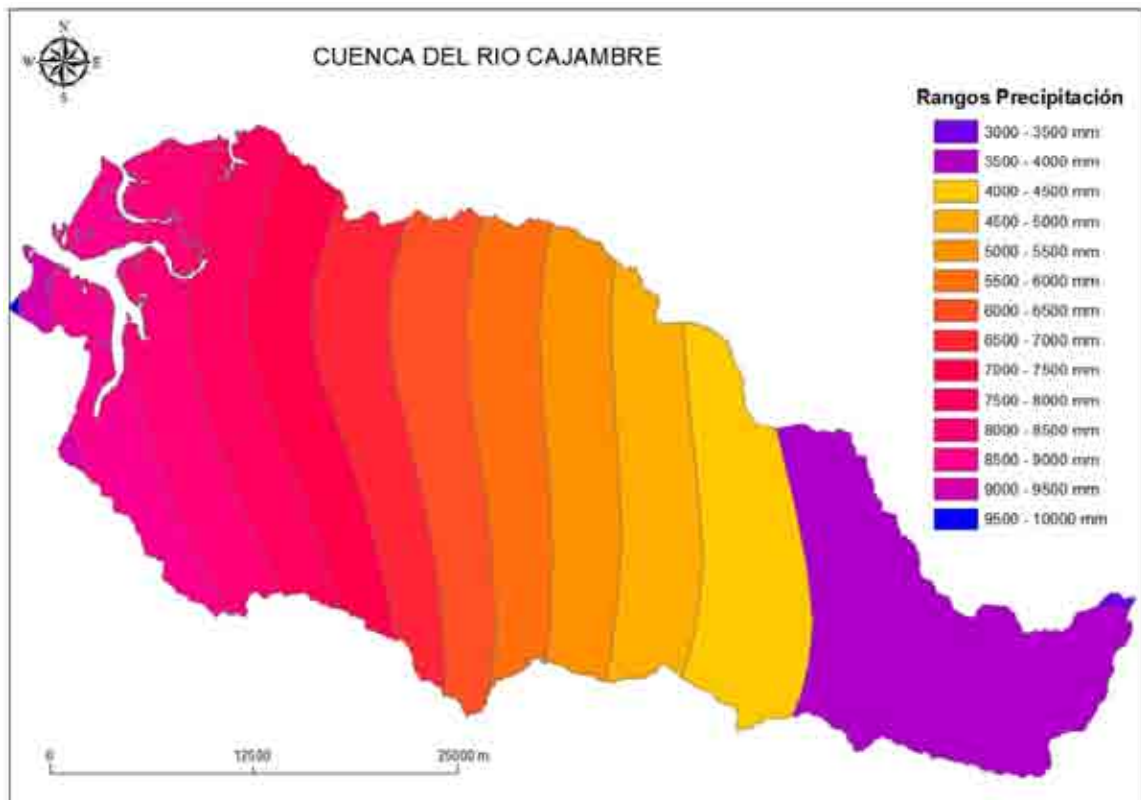 N
W E
S
CUENCA DEL RIO CAJAMBRE
Rangos Precipitación
3000 - 3500 mm
3500 - 4000 mm
4000 - 4500 mm
4500 - 5000 mm
5000 - 5500 mm
5500 - 6000 mm
6000 - 6500 mm
6500 - 7000 mm
7000 - 7500 mm
7500 - 8000 mm
8000 - 8500 mm
8500 - 9000 mm
9000 - 9500 mm
9500 - 10000 mm
0 12500 25000 m